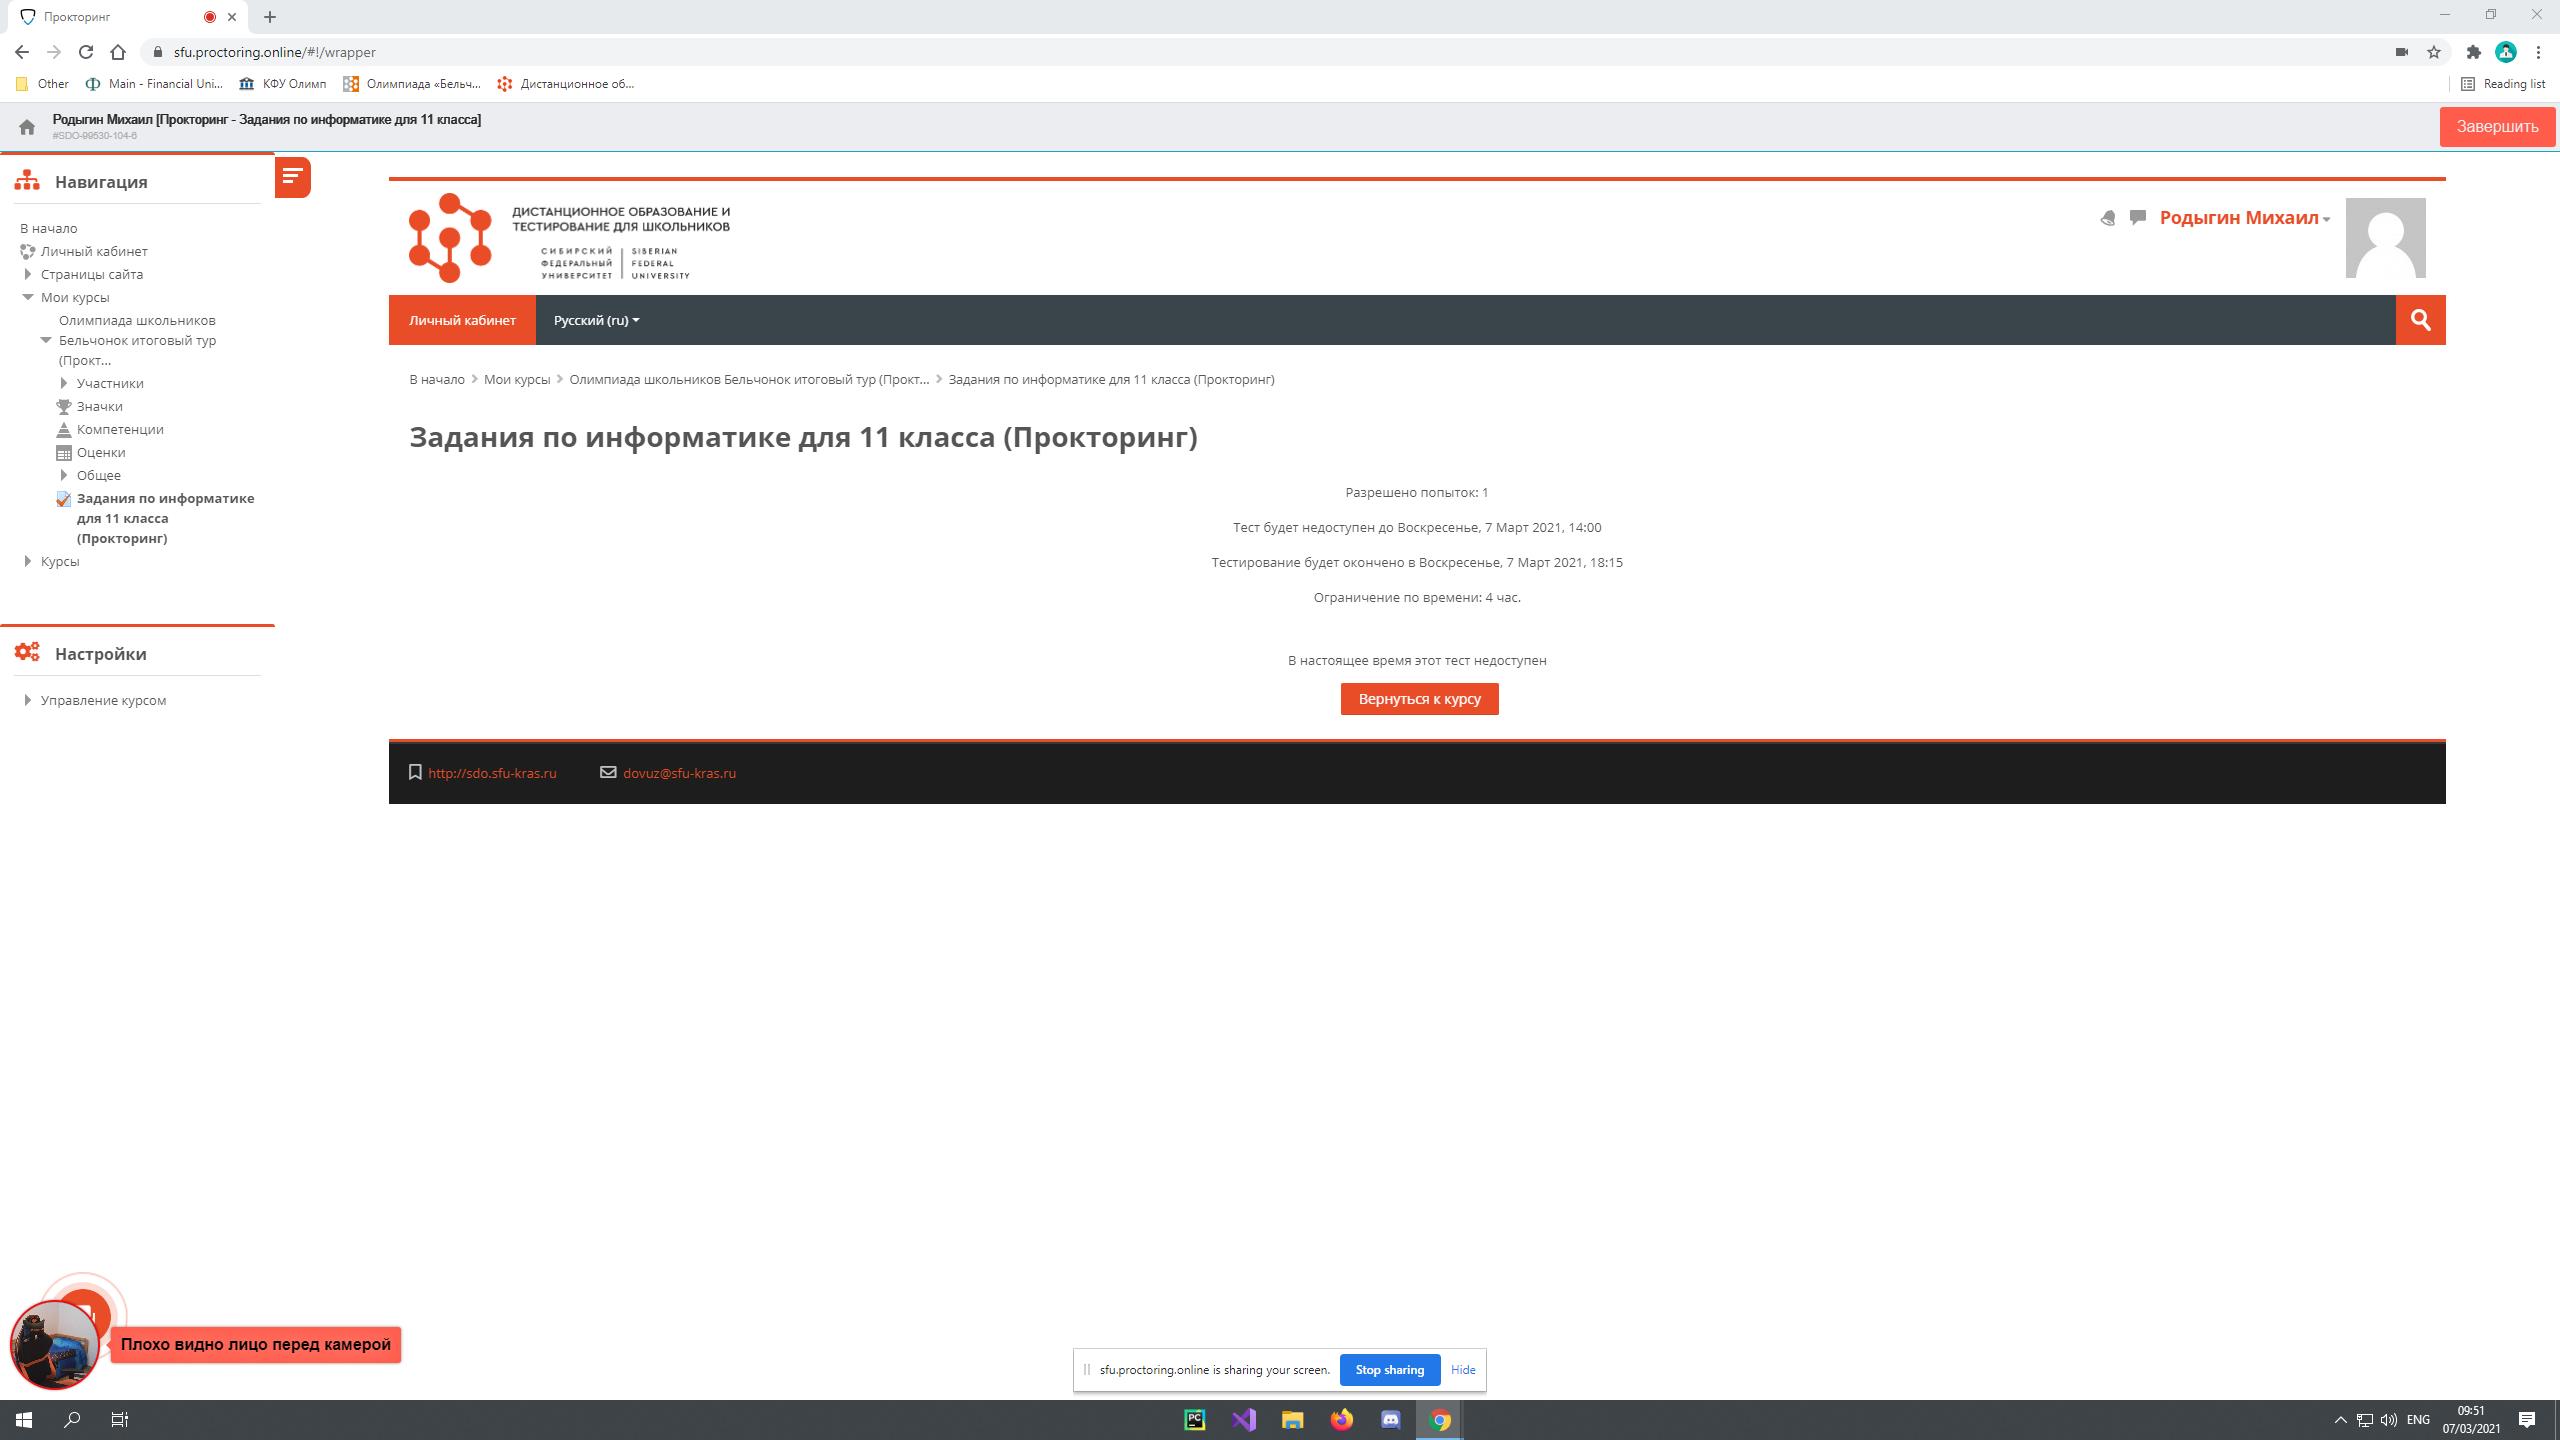 Прокторинг
sfu.proctoring.online/#!/wrapper
Other
Main - Financial Uni...
КФУ Олимп
Олимпиада «Бельч...
Дистанционное об...
Reading list
Родыгин Михаил [Прокторинг - Задания по информатике для 11 класса]
#SDO-99530-104-6
Завершить
Навигация
В начало
Личный кабинет
Страницы сайта
Мои курсы
Олимпиада школьников
Бельчонок итоговый тур
(Прокт...
Участники
Значки
Компетенции
Оценки
Общее
Задания по информатике
для 11 класса
(Прокторинг)
Курсы
Настройки
Управление курсом
ДИСТАНЦИОННОЕ ОБРАЗОВАНИЕ И
ТЕСТИРОВАНИЕ ДЛЯ ШКОЛЬНИКОВ
СИБИРСКИЙ
ФЕДЕРАЛЬНЫЙ
УНИВЕРСИТЕТ
SIBERIAN
FEDERAL
UNIVERSITY
Родыгин Михаил
Личный кабинет
Русский (ru)
В начало
Мои курсы
Олимпиада школьников Бельчонок итоговый тур (Прокт...
Задания по информатике для 11 класса (Прокторинг)
Задания по информатике для 11 класса (Прокторинг)
Разрешено попыток: 1
Тест будет недоступен до Воскресенье, 7 Март 2021, 14:00
Тестирование будет окончено в Воскресенье, 7 Март 2021, 18:15
Ограничение по времени: 4 час.
В настоящее время этот тест недоступен
Вернуться к курсу
http://sdo.sfu-kras.ru
dovuz@sfu-kras.ru
Плохо видно лицо перед камерой
sfu.proctoring.online is sharing your screen.
Stop sharing
Hide
PC
ENG
09:51
07/03/2021